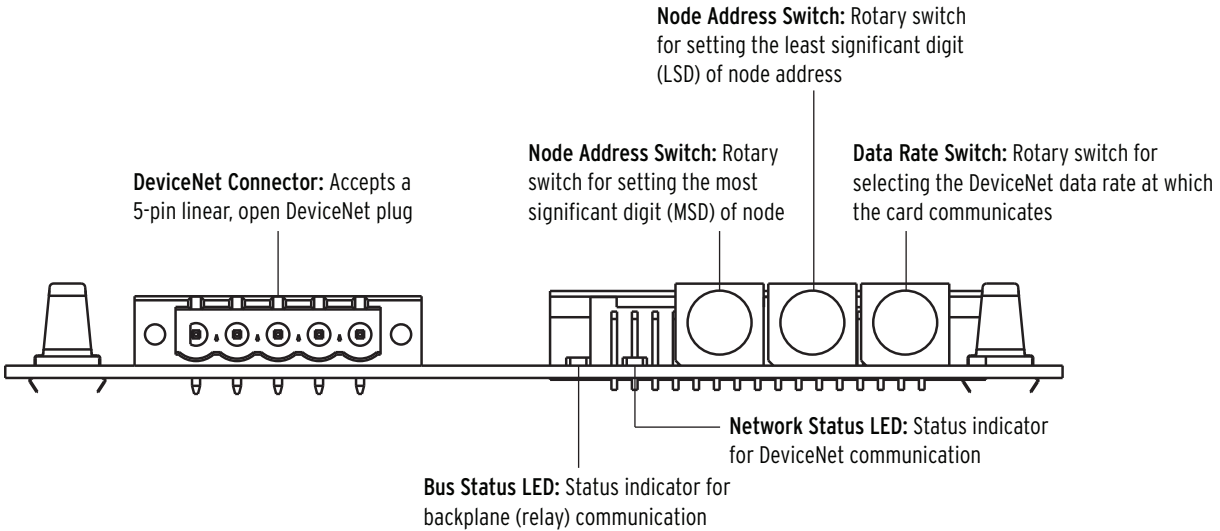 Node Address Switch: Rotary switch
for setting the least significant digit
(LSD) of node address
Node Address Switch: Rotary
switch for setting the most
significant digit (MSD) of node
Data Rate Switch: Rotary switch for
selecting the DeviceNet data rate at which
the card communicates
DeviceNet Connector: Accepts a
5-pin linear, open DeviceNet plug
Network Status LED: Status indicator
for DeviceNet communication
Bus Status LED: Status indicator for
backplane (relay) communication